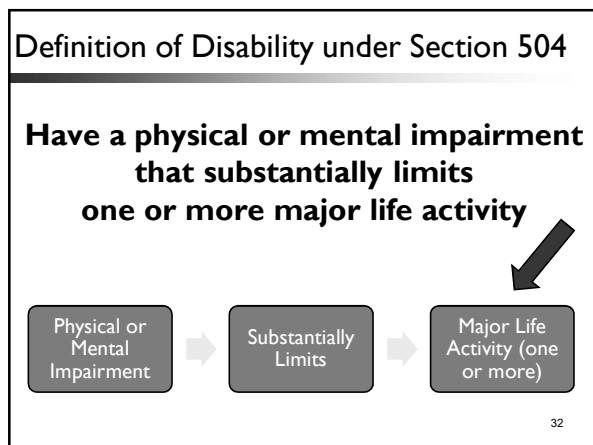 Definition of Disability under Section 504
Have a physical or mental impairment
that substantially limits
one or more major life activity
Physical or
Mental
Impairment
Substantially
Limits
Major Life
Activity (one
or more)
32